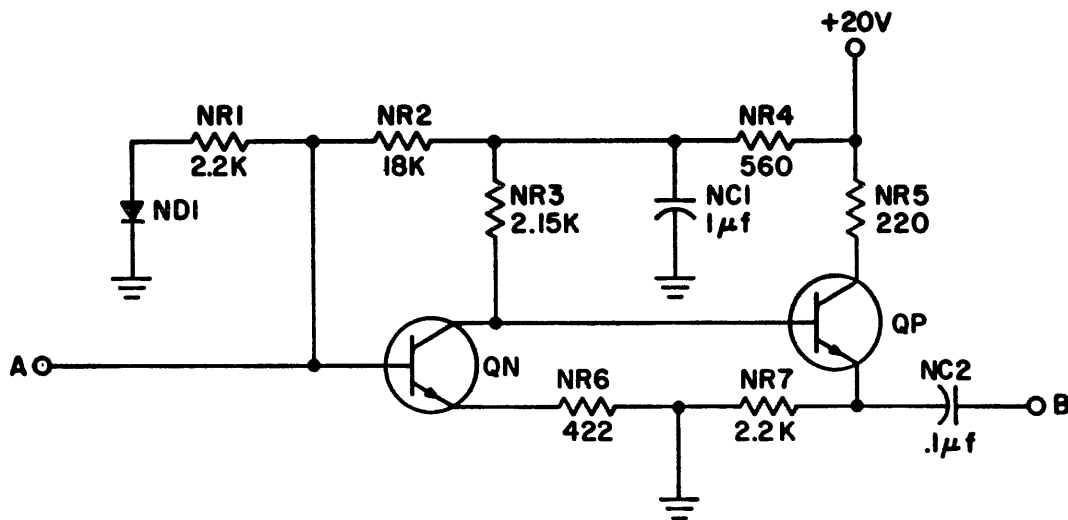 +20V
NR1
2.2K
NR2
18K
NR4
560
ND1
NR3
2.15K
NC1
1μf
NR5
220
A
QN
QP
NR6
422
NR7
2.2K
NC2
.1μf
B